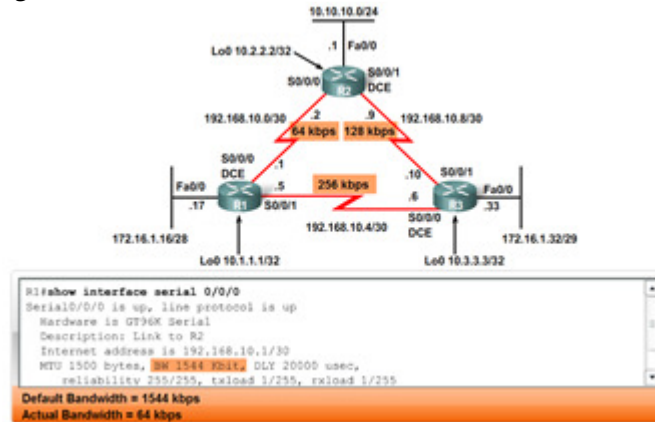 10.10.10.0/24
.1 Fa0/0
Lo0 10.2.2.2/32
S0/0/0
S0/0/1
DCE
R2
192.168.10.0/30
.2
.9
192.168.10.8/30
64 kbps
128 kbps
S0/0/0
DCE
.1
S0/0/1
.10
Fa0/0
.17
R1
.5
S0/0/1
256 kbps
.6
R3
Fa0/0
.33
S0/0/0
DCE
172.16.1.16/28
192.168.10.4/30
172.16.1.32/29
Lo0 10.1.1.1/32
Lo0 10.3.3.3/32
R1#show interface serial 0/0/0
Serial0/0/0 is up, line protocol is up
Hardware is GT96K Serial
Description: Link to R2
Internet address is 192.168.10.1/30
MTU 1500 bytes, BW 1544 Kbit, DLY 20000 usec,
reliability 255/255, txload 1/255, rxload 1/255
Default Bandwidth = 1544 kbps
Actual Bandwidth = 64 kbps